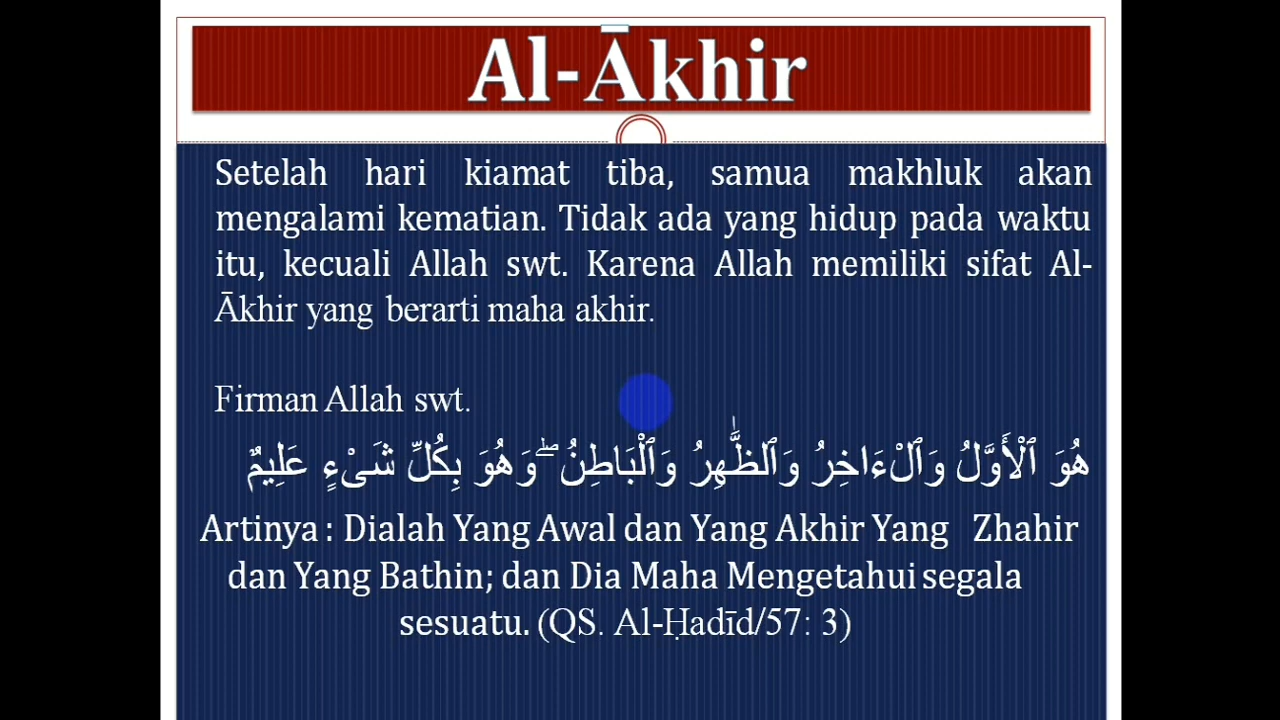 Al-Ākhir
Setelah hari kiamat tiba, samua makhluk akan
mengalami kematian. Tidak ada yang hidup pada waktu
itu, kecuali Allah swt. Karena Allah memiliki sifat Al-
Ākhir yang berarti maha akhir.
Firman Allah swt.
هُوَ ٱلْأَوَّلُ وَٱلْءَاخِرُ وَٱلظَّٰهِرُ وَٱلْبَاطِنُ ۖ وَهُوَ بِكُلِّ شَىْءٍ عَلِيمٌ
Artinya : Dialah Yang Awal dan Yang Akhir Yang Zhahir
dan Yang Bathin; dan Dia Maha Mengetahui segala
sesuatu. (QS. Al-Ḥadīd/57: 3)